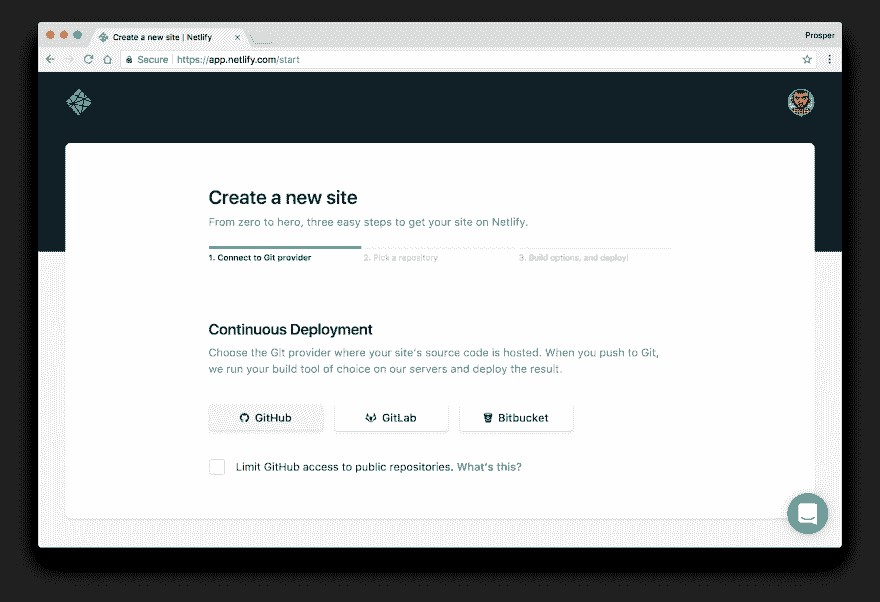 Create a new site | Netlify
Prosper
Secure https://app.netlify.com/start
Create a new site
From zero to hero, three easy steps to get your site on Netlify.
1. Connect to Git provider 2. Pick a repository 3. Build options, and deploy!
Continuous Deployment
Choose the Git provider where your site's source code is hosted. When you push to Git,
we run your build tool of choice on our servers and deploy the result.
GitHub GitLab Bitbucket
Limit GitHub access to public repositories. What's this?